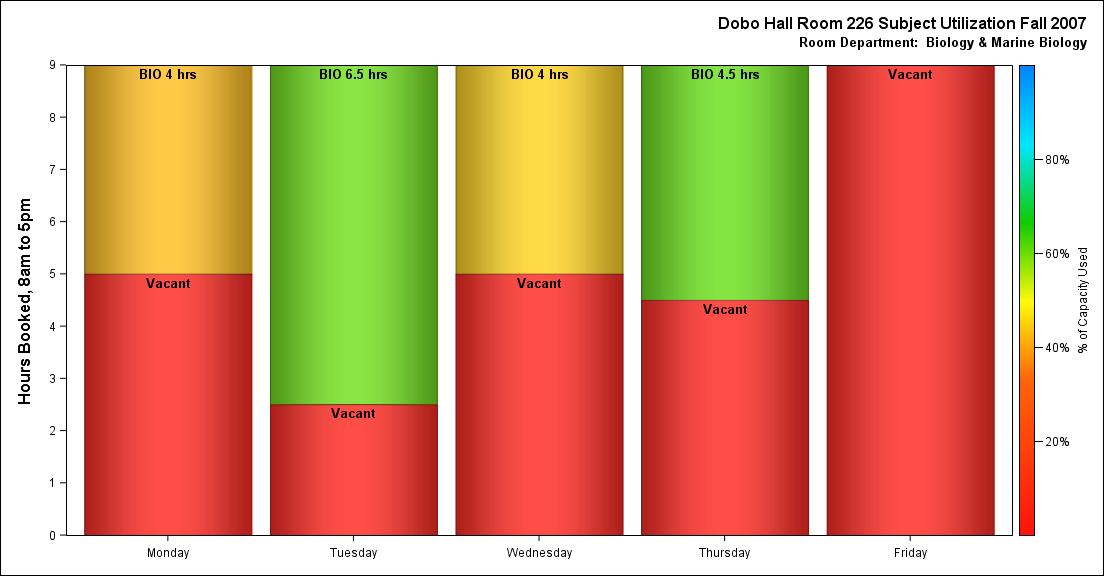 Dobo Hall Room 226 Subject Utilization Fall 2007
Room Department: Biology & Marine Biology
Hours Booked, 8am to 5pm
9
8
7
6
5
4
3
2
1
0
BIO 4 hrs
Vacant
BIO 6.5 hrs
Vacant
BIO 4 hrs
Vacant
BIO 4.5 hrs
Vacant
Vacant
Monday
Tuesday
Wednesday
Thursday
Friday
80%
60%
40%
20%
% of Capacity Used